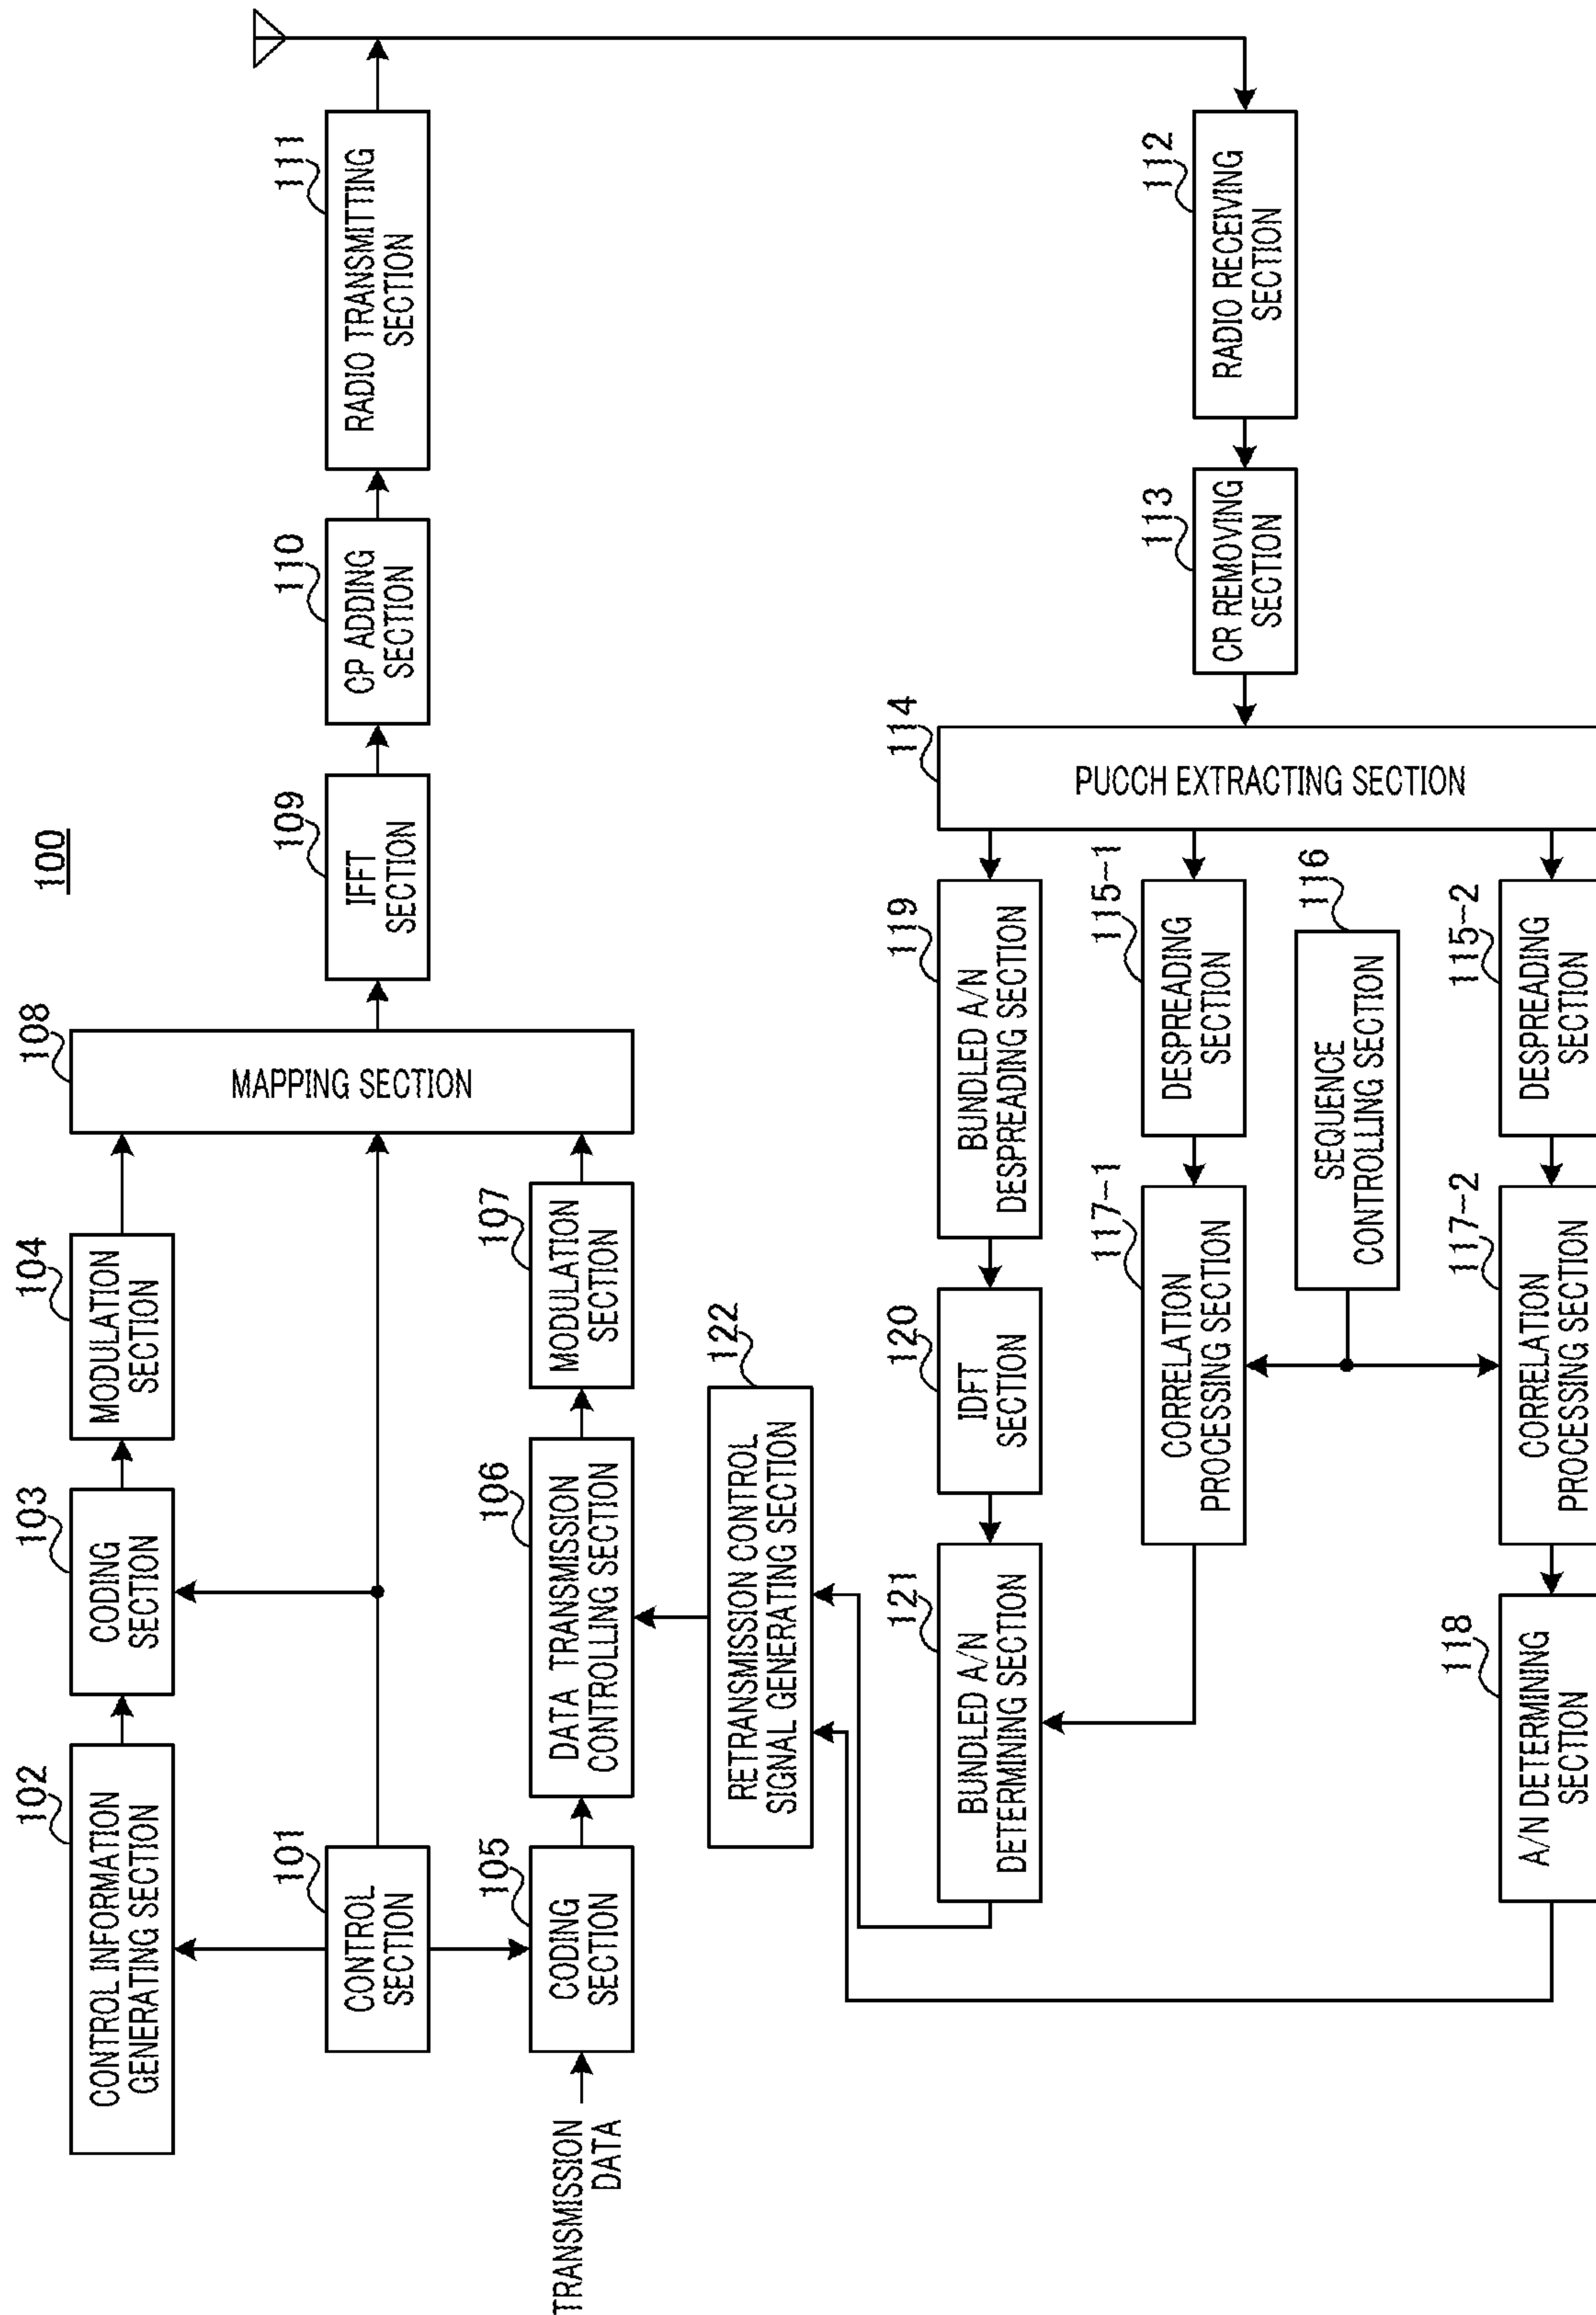 100
102
CONTROL INFORMATION
GENERATING SECTION
103
CODING
SECTION
104
MODULATION
SECTION
101
CONTROL
SECTION
TRANSMISSION
DATA
105
CODING
SECTION
106
DATA TRANSMISSION
CONTROLLING SECTION
107
MODULATION
SECTION
108
MAPPING SECTION
109
IFFT
SECTION
110
CP ADDING
SECTION
111
RADIO TRANSMITTING
SECTION
122
RETRANSMISSION CONTROL
SIGNAL GENERATING SECTION
121
BUNDLED A/N
DETERMINING SECTION
120
IDFT
SECTION
119
BUNDLED A/N
DESPREADING SECTION
114
PUCCH EXTRACTING SECTION
113
CR REMOVING
SECTION
112
RADIO RECEIVING
SECTION
117-1
CORRELATION
PROCESSING SECTION
115-1
DESPREADING
SECTION
116
SEQUENCE
CONTROLLING SECTION
118
A/N DETERMINING
SECTION
117-2
CORRELATION
PROCESSING SECTION
115-2
DESPREADING
SECTION